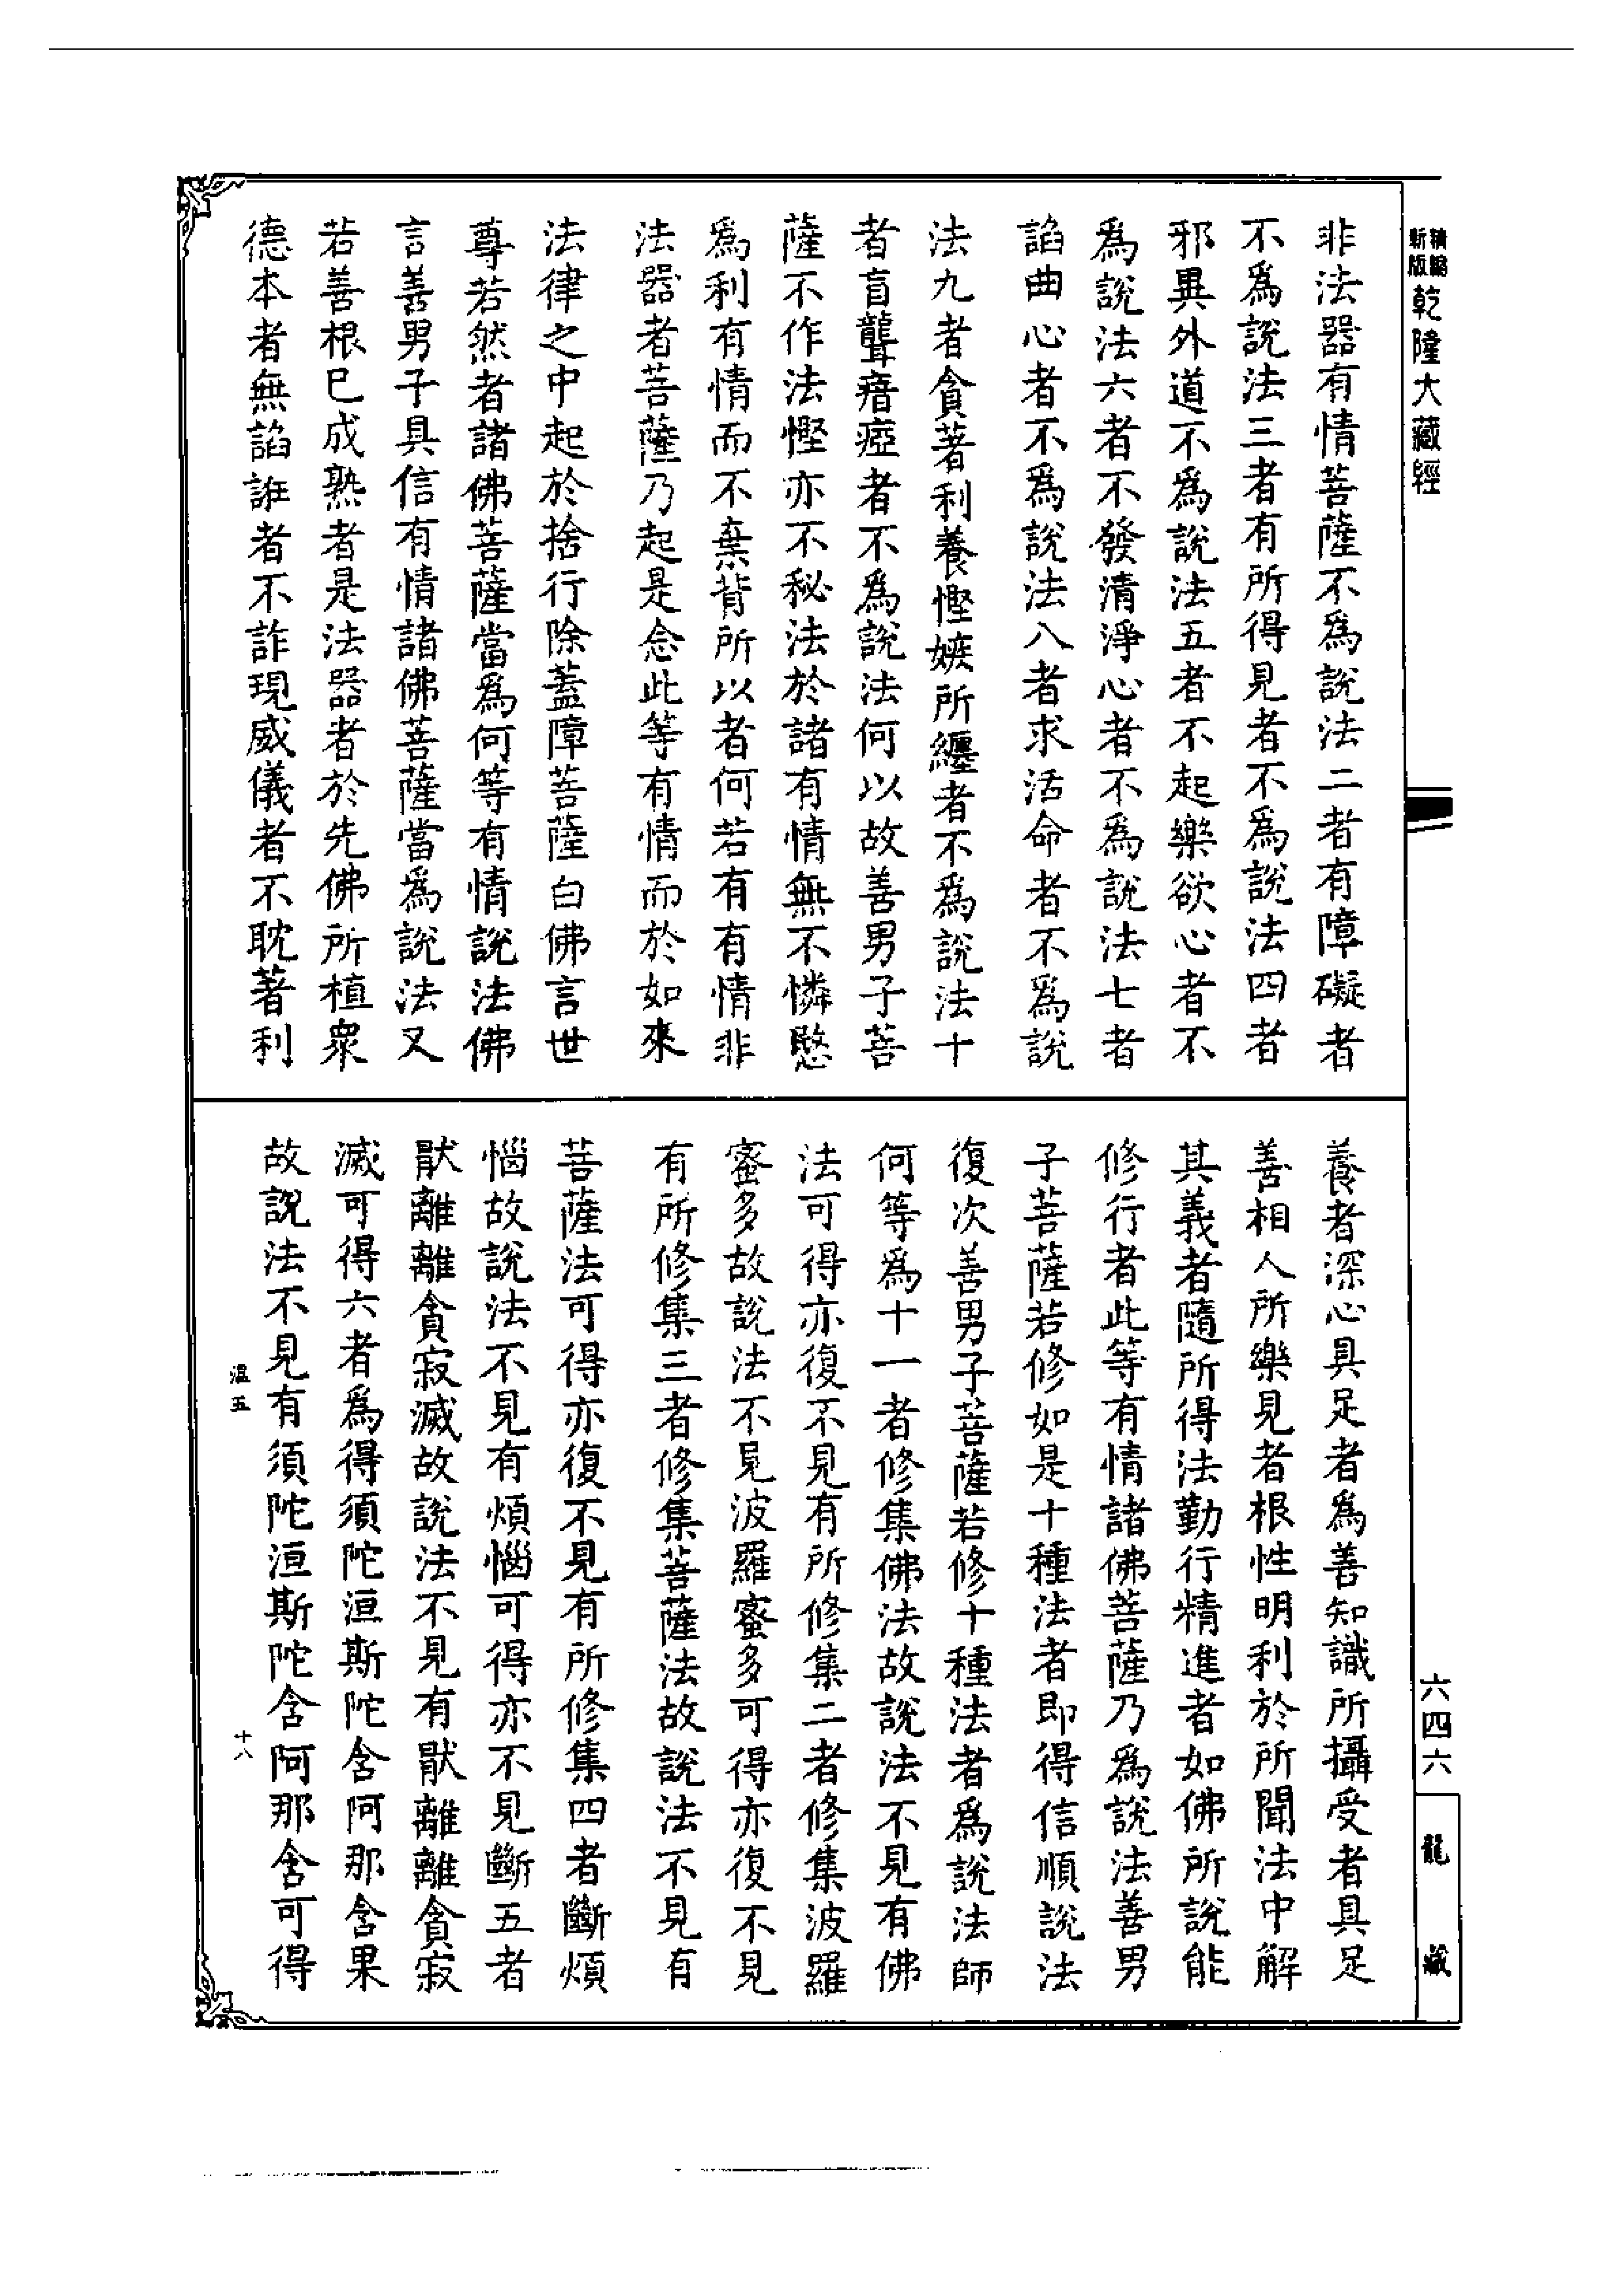 新版
精縮
乾隆大藏經
非法器有情菩薩不爲說法二者有障礙者
不爲說法三者有所得見者不爲說法四者
邪異外道不爲說法五者不起樂欲心者不
爲說法六者不發清淨心者不爲說法七者
諂曲心者不爲說法八者求活命者不爲說
法九者貪著利養慳嫉所纏者不爲說法十
者盲聾瘖瘂者不爲說法何以故善男子菩
薩不作法慳亦不秘法於諸有情無不憐愍
爲利有情而不棄背所以者何若有有情非
法器者菩薩乃起是念此等有情而於如來
法律之中起於捨行除蓋障菩薩白佛言世
尊若然者諸佛菩薩當爲何等有情說法佛
言善男子具信有情諸佛菩薩當爲說法又
若善根已成熟者是法器者於先佛所植衆
德本者無諂誑者不詐現威儀者不耽著利
養者深心具足者爲善知識所攝受者具足
善相人所樂見者根性明利於所聞法中解
其義者隨所得法勤行精進者如佛所說能
修行者此等有情諸佛菩薩乃爲說法善男
子菩薩若修如是十種法者即得信順說法
復次善男子菩薩若修十種法者爲說法師
何等爲十一者修集佛法故說法不見有佛
法可得亦復不見有所修集二者修集波羅
蜜多故說法不見波羅蜜多可得亦復不見
有所修集三者修集菩薩法故說法不見有
菩薩法可得亦復不見有所修集四者斷煩
惱故說法不見有煩惱可得亦不見斷五者
猒離離貪寂滅故說法不見有猒離離貪寂
滅可得六者爲得須陀洹斯陀含阿那含果
故說法不見有須陀洹斯陀含阿那含可得
溫五
十八
六四六
龍藏